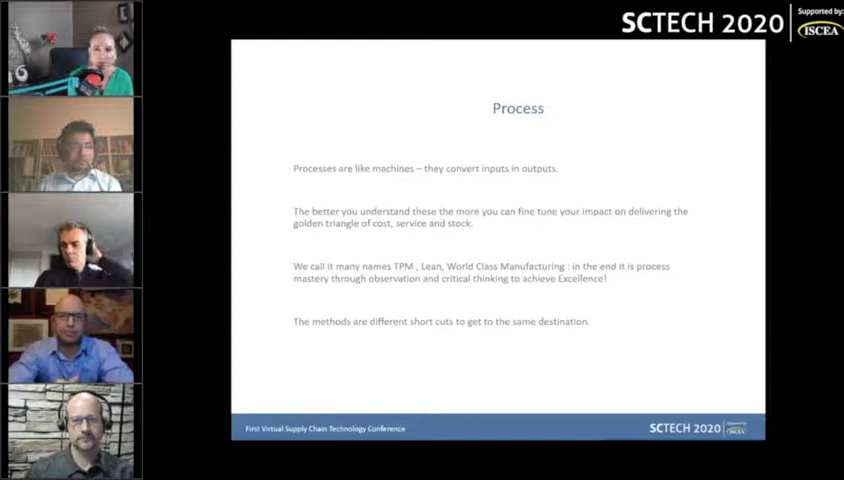 SCTECH 2020
Supported by:
ISCEA
Process
Processes are like machines – they convert inputs in outputs.
The better you understand these the more you can fine tune your impact on delivering the
golden triangle of cost, service and stock.
We call it many names TPM , Lean, World Class Manufacturing : in the end it is process
mastery through observation and critical thinking to achieve Excellence!
The methods are different short cuts to get to the same destination.
First Virtual Supply Chain Technology Conference
SCTECH 2020
ISCEA